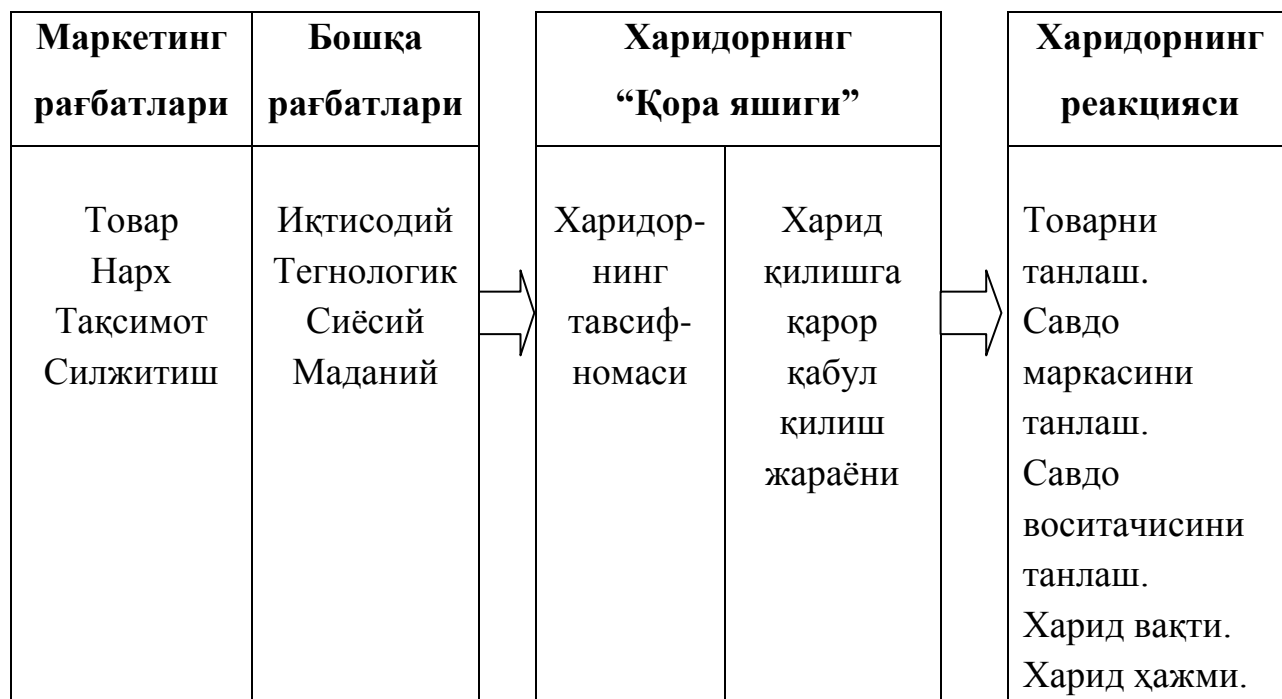 Маркетинг
рағбатлари
Бошқа
рағбатлари
Харидорнинг
“Қора яшиги”
Харидорнинг
реакцияси
Товар
Нарх
Тақсимот
Силжитиш
Иқтисодий
Тегнологик
Сиёсий
Маданий
Харидор-
нинг
тавсиф-
номаси
Харид
қилишга
қарор
қабул
қилиш
жараёни
Товарни
танлаш.
Савдо
маркасини
танлаш.
Савдо
воситачисини
танлаш.
Харид вақти.
Харид ҳажми.